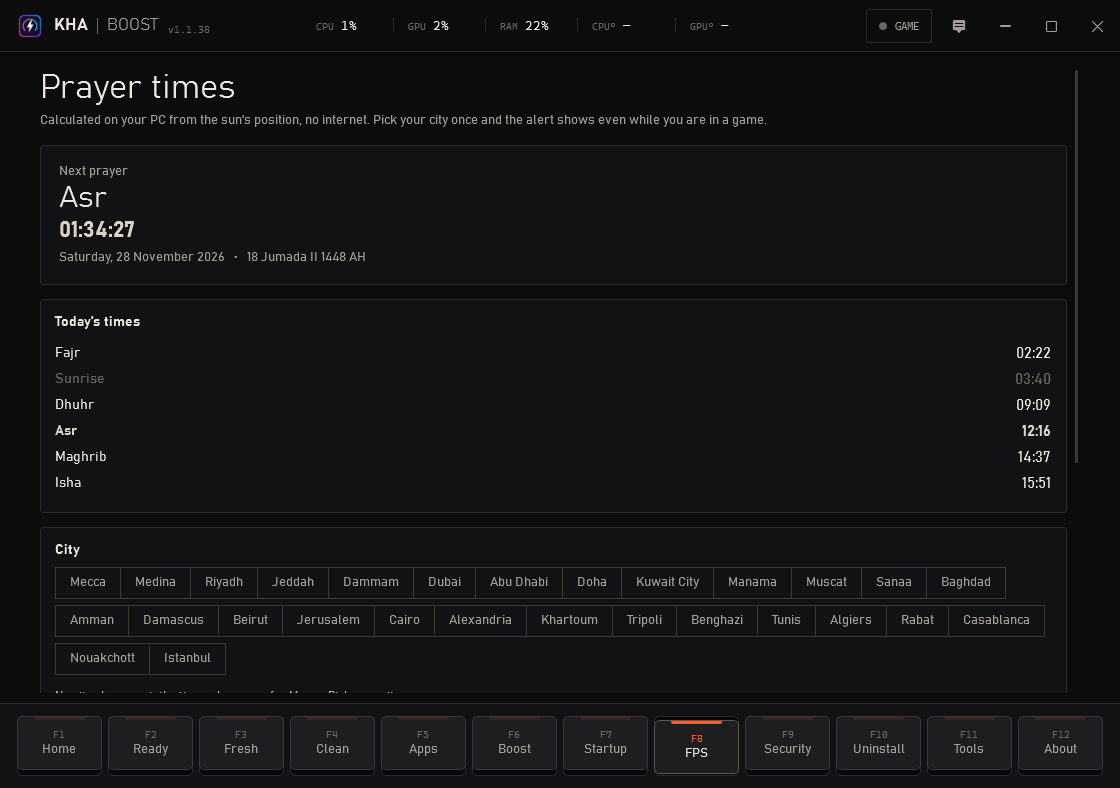 KHA | BOOST v1.1.38 CPU 1% GPU 2% RAM 22% CPU° — GPU° — GAME
Prayer times
Calculated on your PC from the sun's position, no internet. Pick your city once and the alert shows even while you are in a game.
Next prayer
Asr
01:34:27
Saturday, 28 November 2026 • 18 Jumada II 1448 AH
Today's times
Fajr 02:22
Sunrise 03:40
Dhuhr 09:09
Asr 12:16
Maghrib 14:37
Isha 15:51
City
Mecca Medina Riyadh Jeddah Dammam Dubai Abu Dhabi Doha Kuwait City Manama Muscat Sanaa Baghdad
Amman Damascus Beirut Jerusalem Cairo Alexandria Khartoum Tripoli Benghazi Tunis Algiers Rabat Casablanca
Nouakchott Istanbul
F1 F2 F3 F4 F5 F6 F7 F8 F9 F10 F11 F12
Home Ready Fresh Clean Apps Boost Startup FPS Security Uninstall Tools About